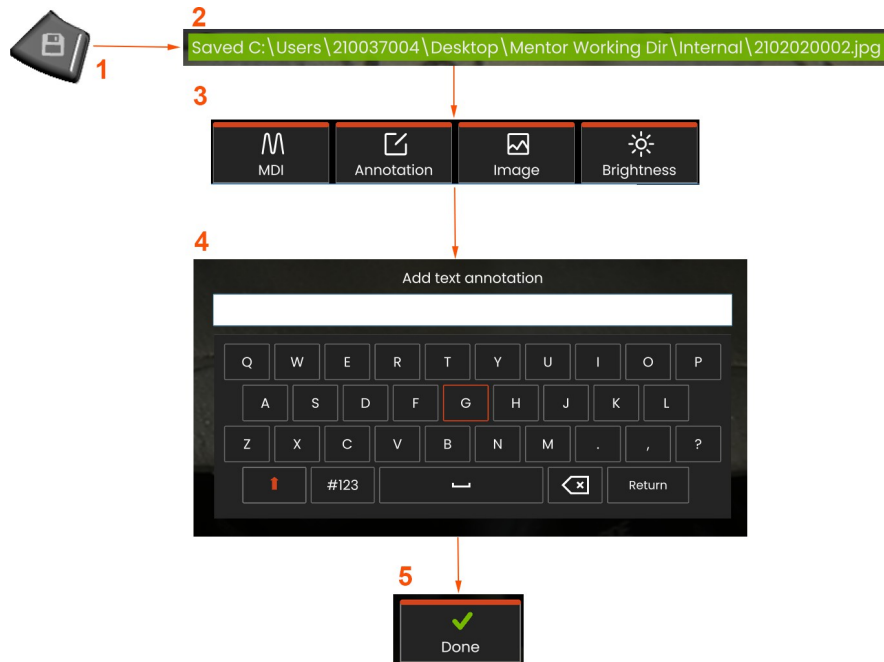 1
2
Saved C:\Users\210037004\Desktop\Mentor Working Dir\Internal\2102020002.jpg
3
MDI Annotation Image Brightness
4
Add text annotation
Q W E R T Y U I O P
A S D F G H J K L
Z X C V B N M . , ?
#123 Return
5
Done